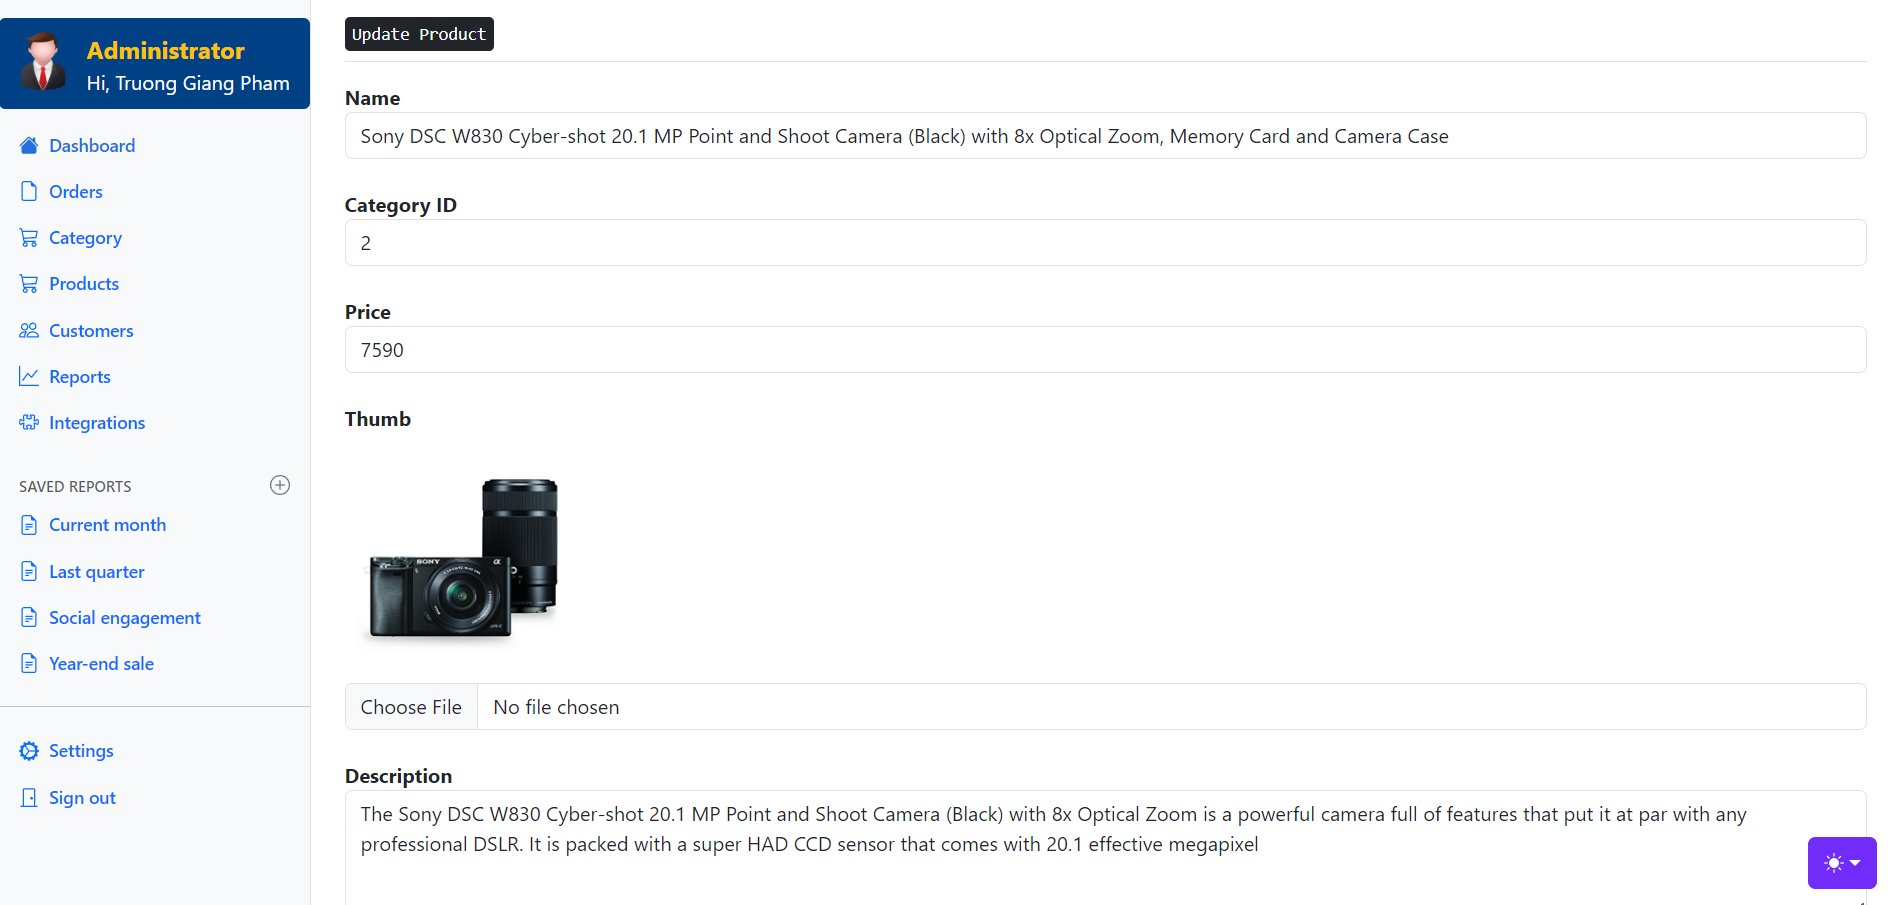 Administrator
Hi, Truong Giang Pham
Dashboard
Orders
Category
Products
Customers
Reports
Integrations
SAVED REPORTS
Current month
Last quarter
Social engagement
Year-end sale
Settings
Sign out
Update Product
Name
Sony DSC W830 Cyber-shot 20.1 MP Point and Shoot Camera (Black) with 8x Optical Zoom, Memory Card and Camera Case
Category ID
2
Price
7590
Thumb
SONY
α
Choose File
No file chosen
Description
The Sony DSC W830 Cyber-shot 20.1 MP Point and Shoot Camera (Black) with 8x Optical Zoom is a powerful camera full of features that put it at par with any
professional DSLR. It is packed with a super HAD CCD sensor that comes with 20.1 effective megapixel